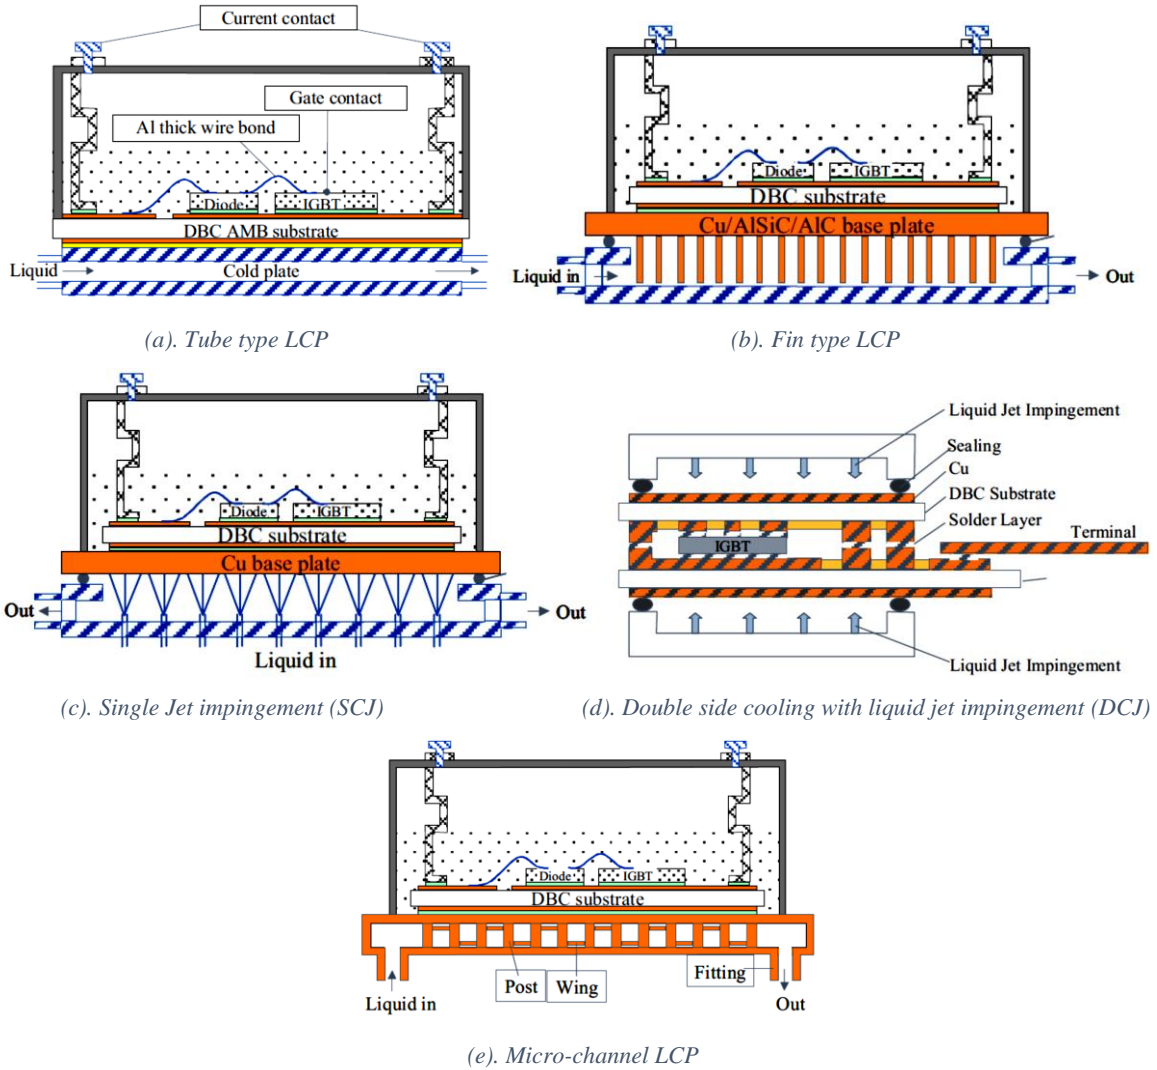 Current contact
Gate contact
Al thick wire bond
Diode
IGBT
DBC AMB substrate
Liquid
Cold plate
(a). Tube type LCP
Diode
IGBT
DBC substrate
Cu/AlSiC/AlC base plate
Liquid in
Out
(b). Fin type LCP
Diode
IGBT
DBC substrate
Cu base plate
Out
Out
Liquid in
(c). Single Jet impingement (SCJ)
Liquid Jet Impingement
Sealing
Cu
DBC Substrate
Solder Layer
Terminal
IGBT
Liquid Jet Impingement
(d). Double side cooling with liquid jet impingement (DCJ)
Diode
IGBT
DBC substrate
Post
Wing
Fitting
Liquid in
Out
(e). Micro-channel LCP